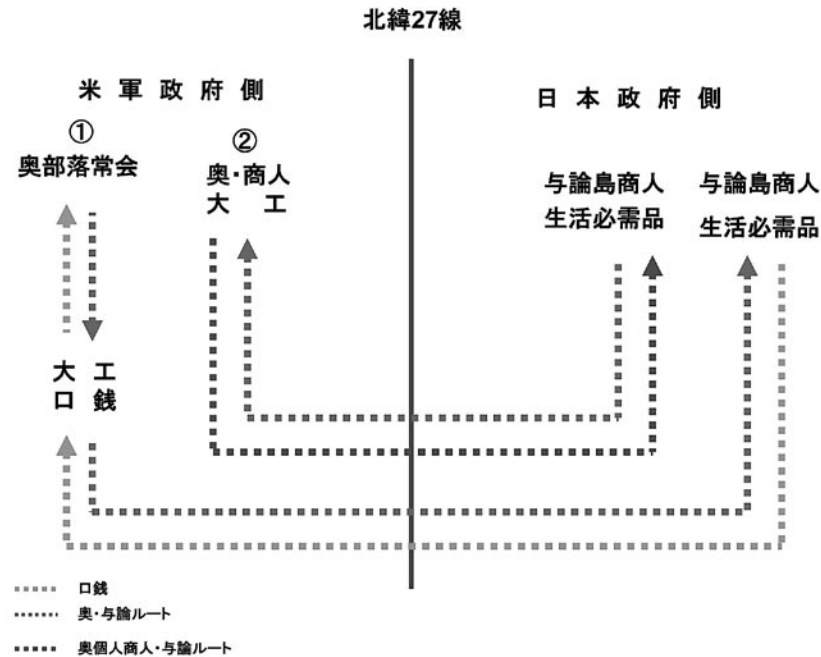 北緯27線
米軍政府側
日本政府側
①
奥部落常会
②
奥・商人
大工
与論島商人
生活必需品
与論島商人
生活必需品
大工
口銭
口銭
奥・与論ルート
奥個人商人・与論ルート